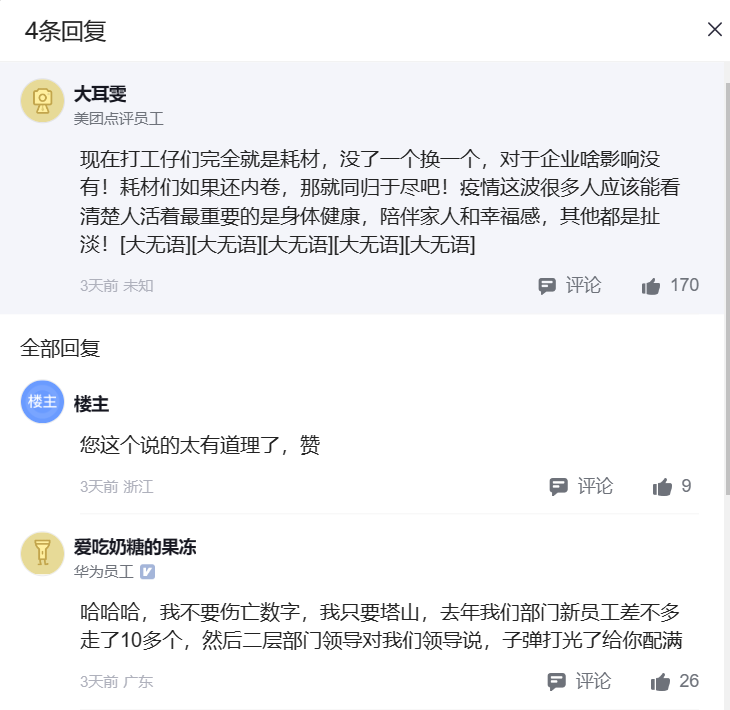 4条回复
大耳雯
美团点评员工
现在打工仔们完全就是耗材，没了一个换一个，对于企业啥影响没
有！耗材们如果还内卷，那就同归于尽吧！疫情这波很多人应该能看
清楚人活着最重要的是身体健康，陪伴家人和幸福感，其他都是扯
淡！[大无语][大无语][大无语][大无语][大无语]
3天前 未知 评论 170
全部回复
楼主 楼主
您这个说的太有道理了，赞
3天前 浙江 评论 9
爱吃奶糖的果冻
华为员工
哈哈哈，我不要伤亡数字，我只要塔山，去年我们部门新员工差不多
走了10多个，然后二层部门领导对我们领导说，子弹打光了给你配满
3天前 广东 评论 26